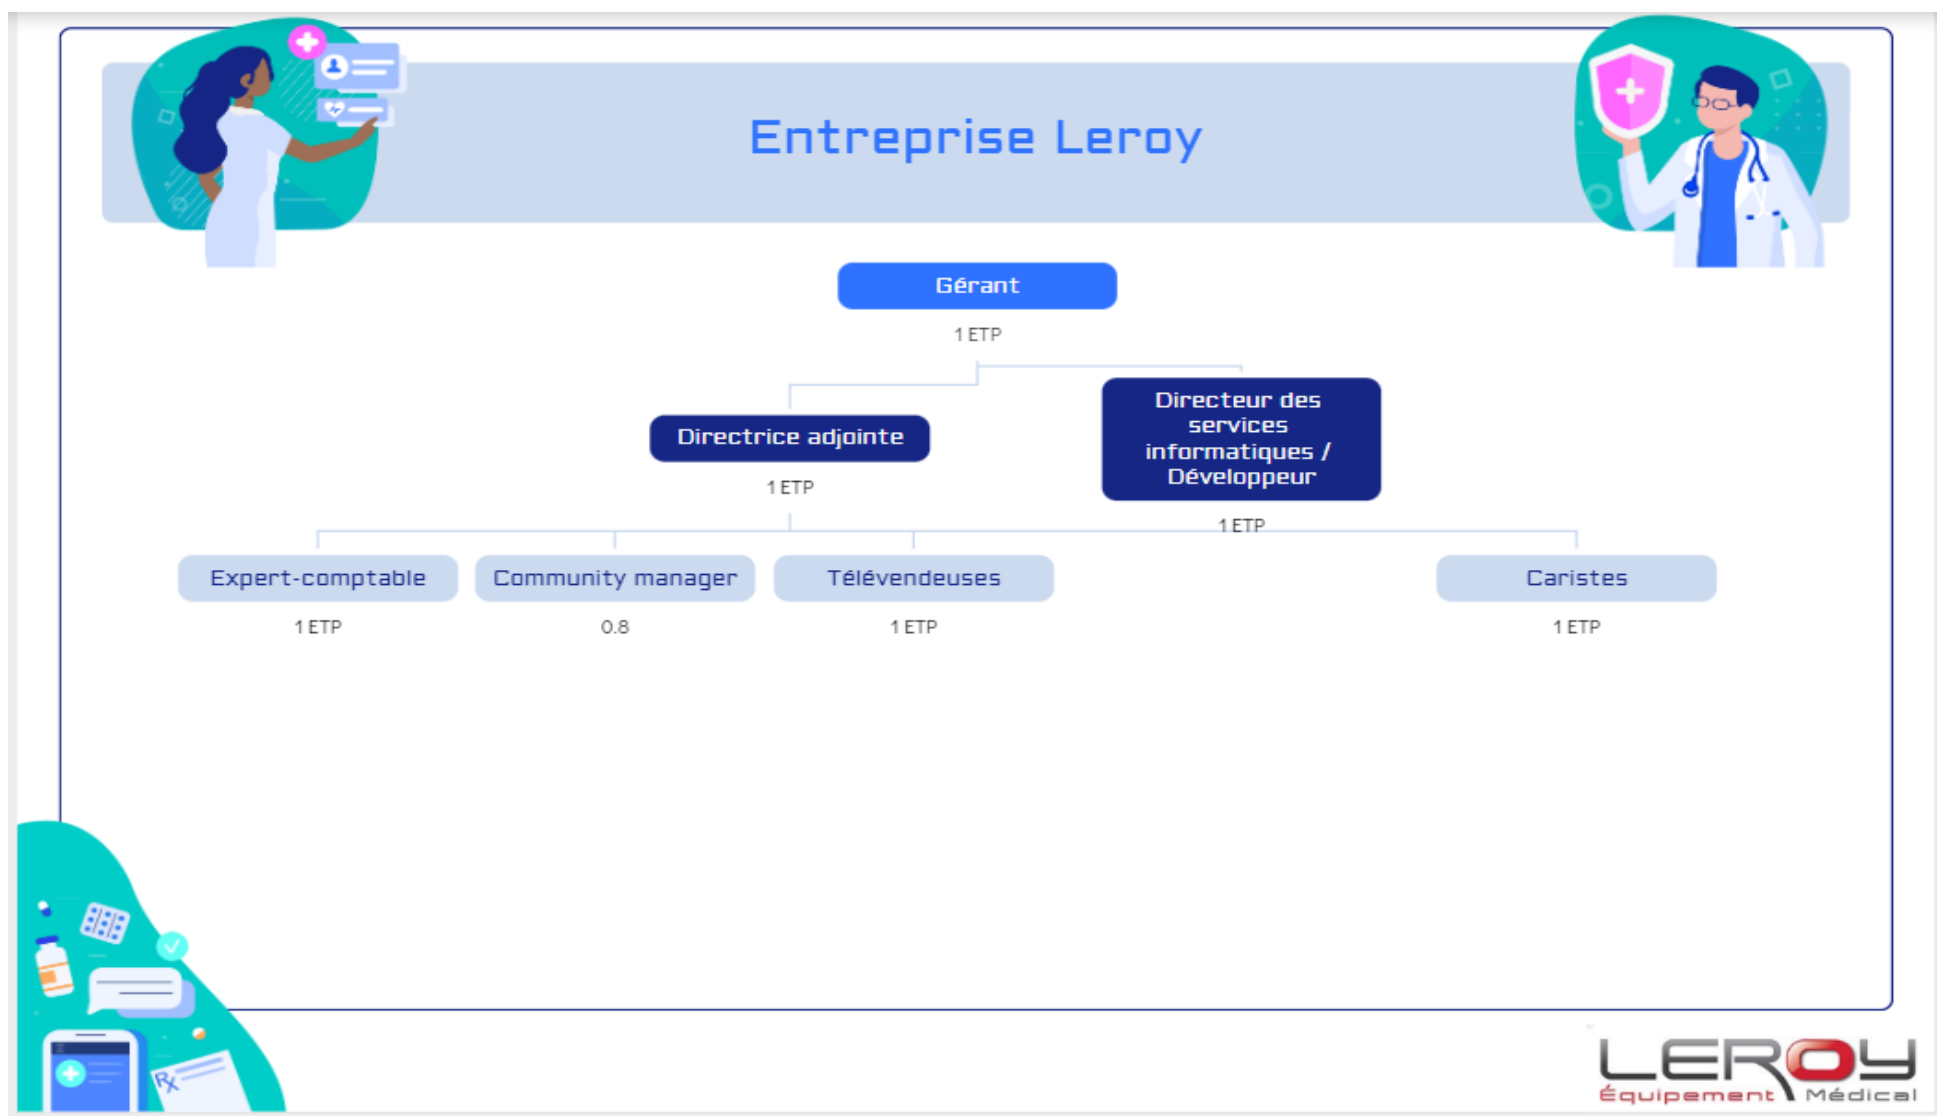 Entreprise Leroy
Gérant
1 ETP
Directrice adjointe
1 ETP
Directeur des
services
informatiques /
Développeur
1 ETP
Expert-comptable
1 ETP
Community manager
0.8
Télévendeuses
1 ETP
Caristes
1 ETP
Rx
LEROY
Équipement Médical